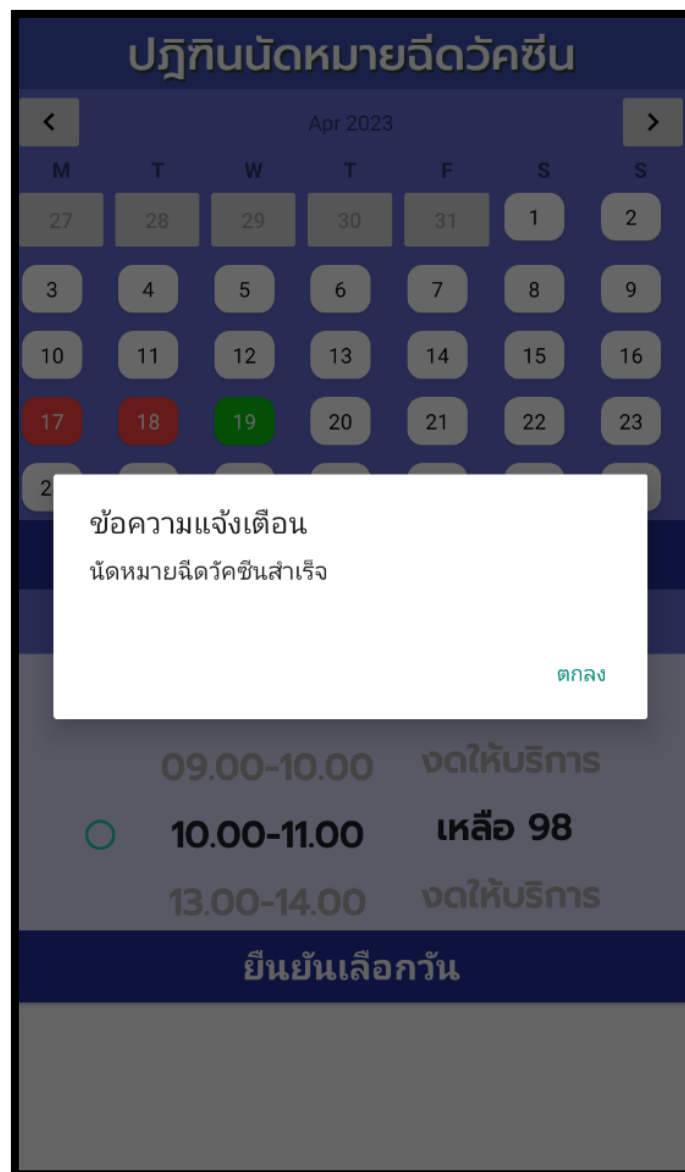 ปฏิทินนัดหมายฉีดวัคซีน
< Apr 2023 >
M T W T F S S
27 28 29 30 31 1 2
3 4 5 6 7 8 9
10 11 12 13 14 15 16
17 18 19 20 21 22 23
2
ข้อความแจ้งเตือน
นัดหมายฉีดวัคซีนสำเร็จ
ตกลง
09.00-10.00 งดให้บริการ
10.00-11.00 เหลือ 98
13.00-14.00 งดให้บริการ
ยืนยันเลือกวัน